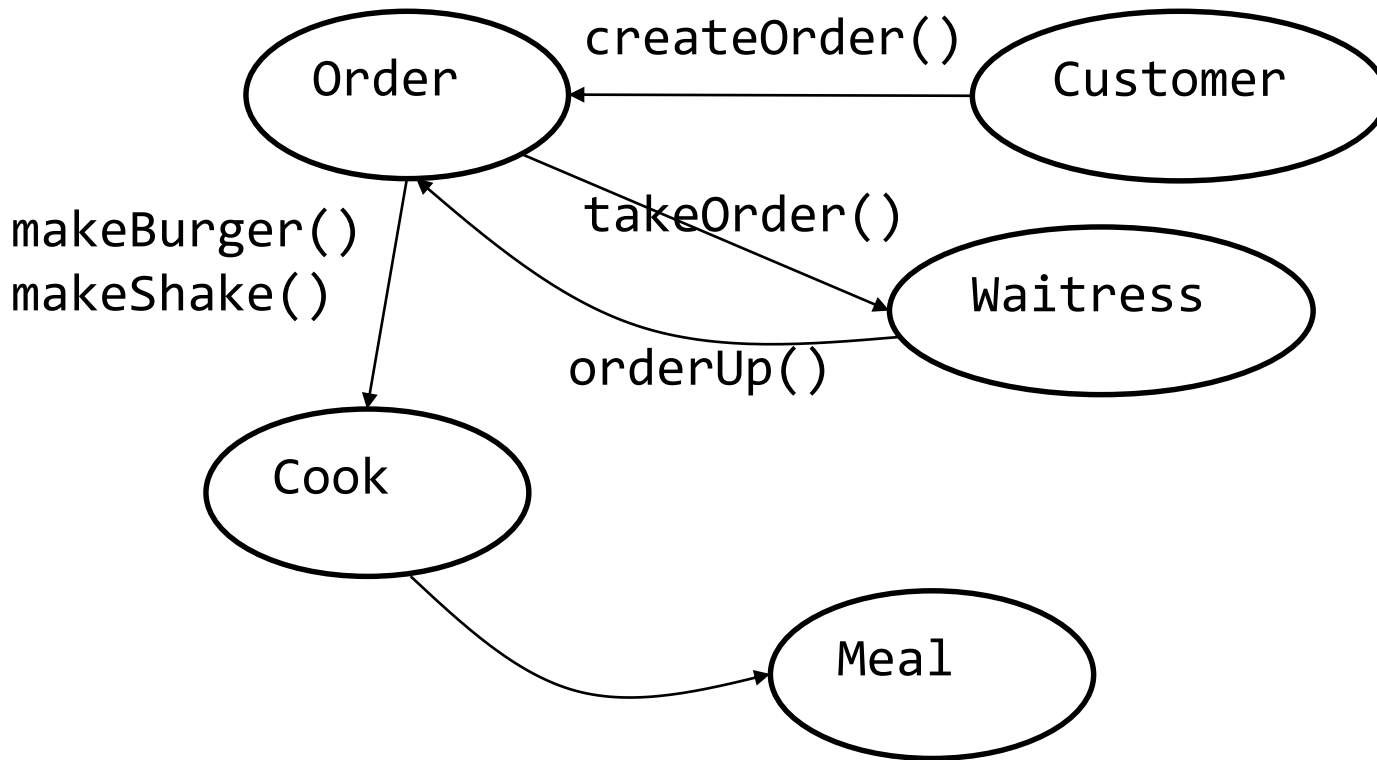 createOrder()
Order
Customer
takeOrder()
makeBurger()
makeShake()
Waitress
orderUp()
Cook
Meal